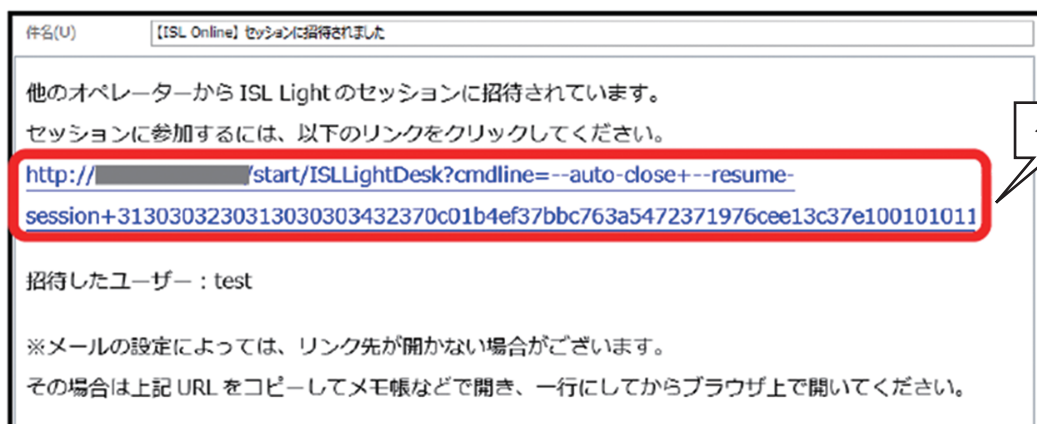 件名(U) 【ISL Online】セッションに招待されました
他のオペレーターから ISL Light のセッションに招待されています。
セッションに参加するには、以下のリンクをクリックしてください。
http:// /start/ISLLightDesk?cmdline=--auto-close+--resume-
session+3130303230313030303432370c01b4ef37bbc763a5472371976cee13c37e100101011
招待したユーザー：test
※メールの設定によっては、リンク先が開かない場合がございます。
その場合は上記 URL をコピーしてメモ帳などで開き、一行にしてからブラウザ上で開いてください。